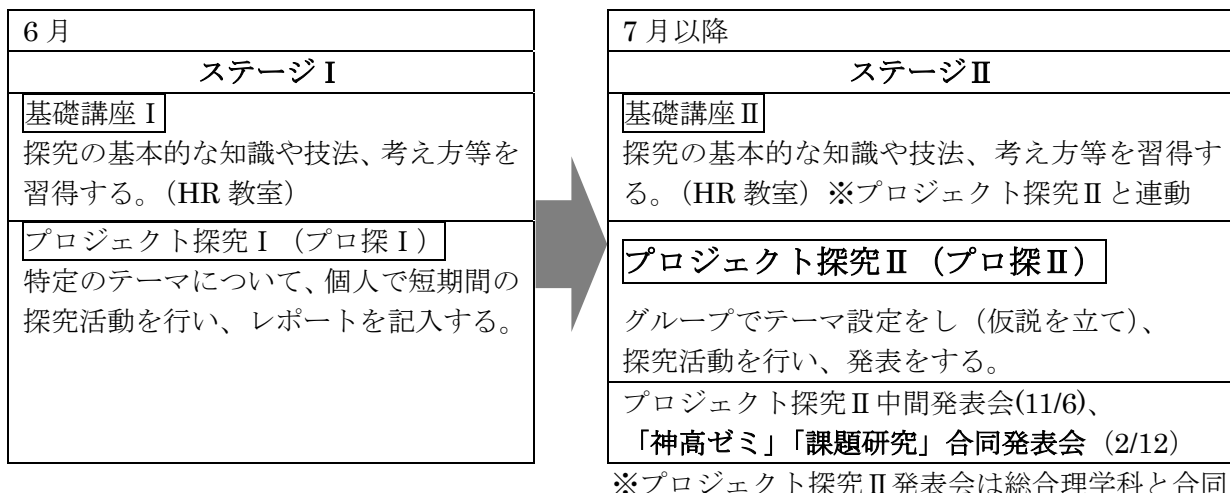 6 月
ステージⅠ
基礎講座Ⅰ
探究の基本的な知識や技法、考え方等を
習得する。（HR 教室）
プロジェクト探究Ⅰ（プロ探Ⅰ）
特定のテーマについて、個人で短期間の
探究活動を行い、レポートを記入する。
7 月以降
ステージⅡ
基礎講座Ⅱ
探究の基本的な知識や技法、考え方等を習得す
る。（HR 教室）※プロジェクト探究Ⅱと連動
プロジェクト探究Ⅱ（プロ探Ⅱ）
グループでテーマ設定をし（仮説を立て）、
探究活動を行い、発表をする。
プロジェクト探究Ⅱ中間発表会(11/6)、
「神高ゼミ」「課題研究」合同発表会（2/12）
※プロジェクト探究Ⅱ発表会は総合理学科と合同